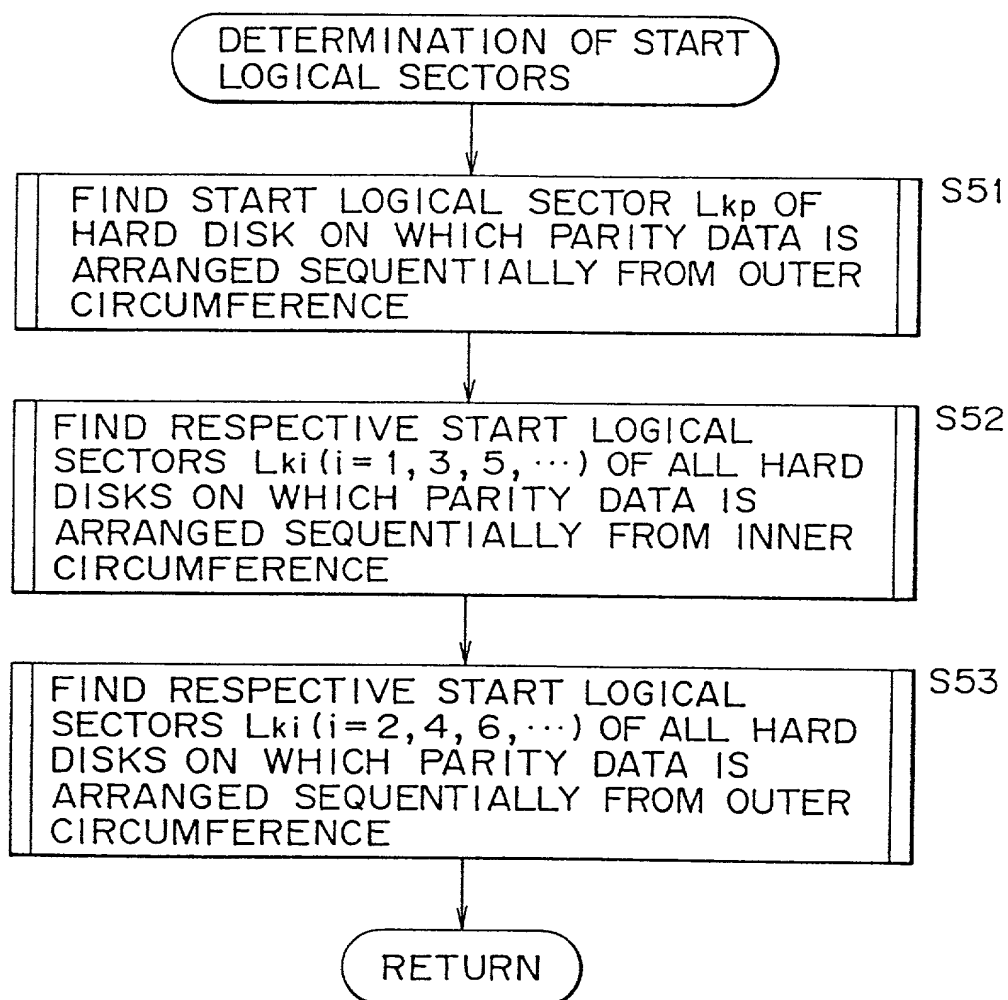 DETERMINATION OF START
LOGICAL SECTORS
S51
FIND START LOGICAL SECTOR Lkp OF
HARD DISK ON WHICH PARITY DATA IS
ARRANGED SEQUENTIALLY FROM OUTER
CIRCUMFERENCE
S52
FIND RESPECTIVE START LOGICAL
SECTORS Lki (i=1, 3, 5, ···) OF ALL HARD
DISKS ON WHICH PARITY DATA IS
ARRANGED SEQUENTIALLY FROM INNER
CIRCUMFERENCE
S53
FIND RESPECTIVE START LOGICAL
SECTORS Lki (i=2, 4, 6, ···) OF ALL HARD
DISKS ON WHICH PARITY DATA IS
ARRANGED SEQUENTIALLY FROM OUTER
CIRCUMFERENCE
RETURN